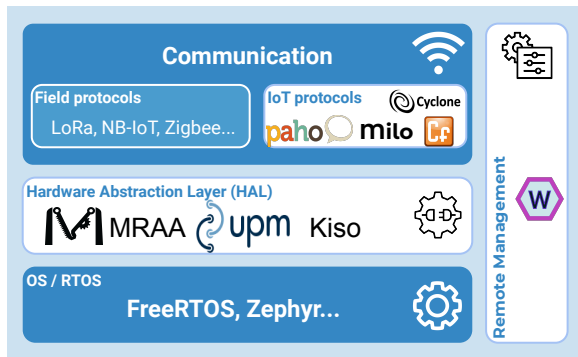 Communication
Field protocols
LoRa, NB-IoT, Zigbee...
IoT protocols
Cyclone
paho milo Cf
Hardware Abstraction Layer (HAL)
MRAA upm Kiso
OS / RTOS
FreeRTOS, Zephyr...
Remote Management
W